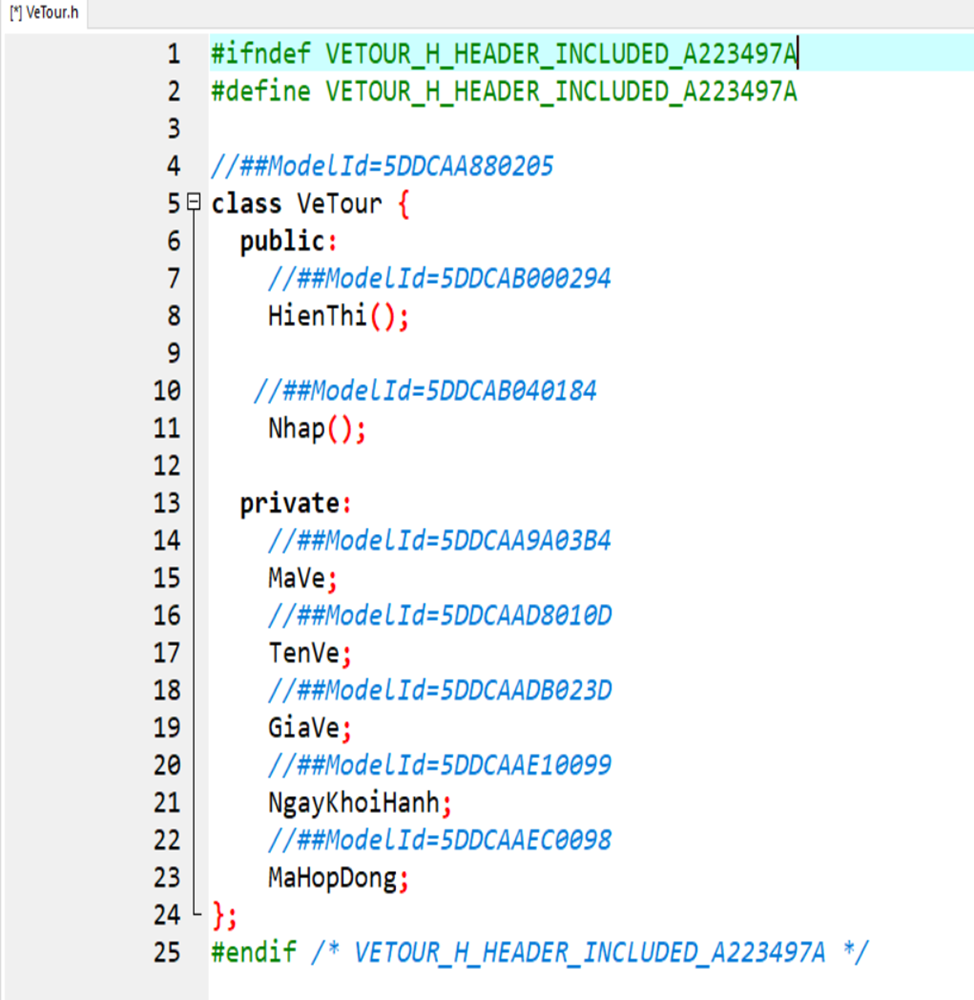 [*] VeTour.h
1 #ifndef VETOUR_H_HEADER_INCLUDED_A223497A
2 #define VETOUR_H_HEADER_INCLUDED_A223497A
3
4 //##ModelId=5DDCAA880205
5 class VeTour {
6 public:
7 //##ModelId=5DDCAB000294
8 HienThi();
9
10 //##ModelId=5DDCAB040184
11 Nhap();
12
13 private:
14 //##ModelId=5DDCAA9A03B4
15 MaVe;
16 //##ModelId=5DDCAAD8010D
17 TenVe;
18 //##ModelId=5DDCAADB023D
19 GiaVe;
20 //##ModelId=5DDCAAE10099
21 NgayKhoiHanh;
22 //##ModelId=5DDCAAEC0098
23 MaHopDong;
24 };
25 #endif /* VETOUR_H_HEADER_INCLUDED_A223497A */